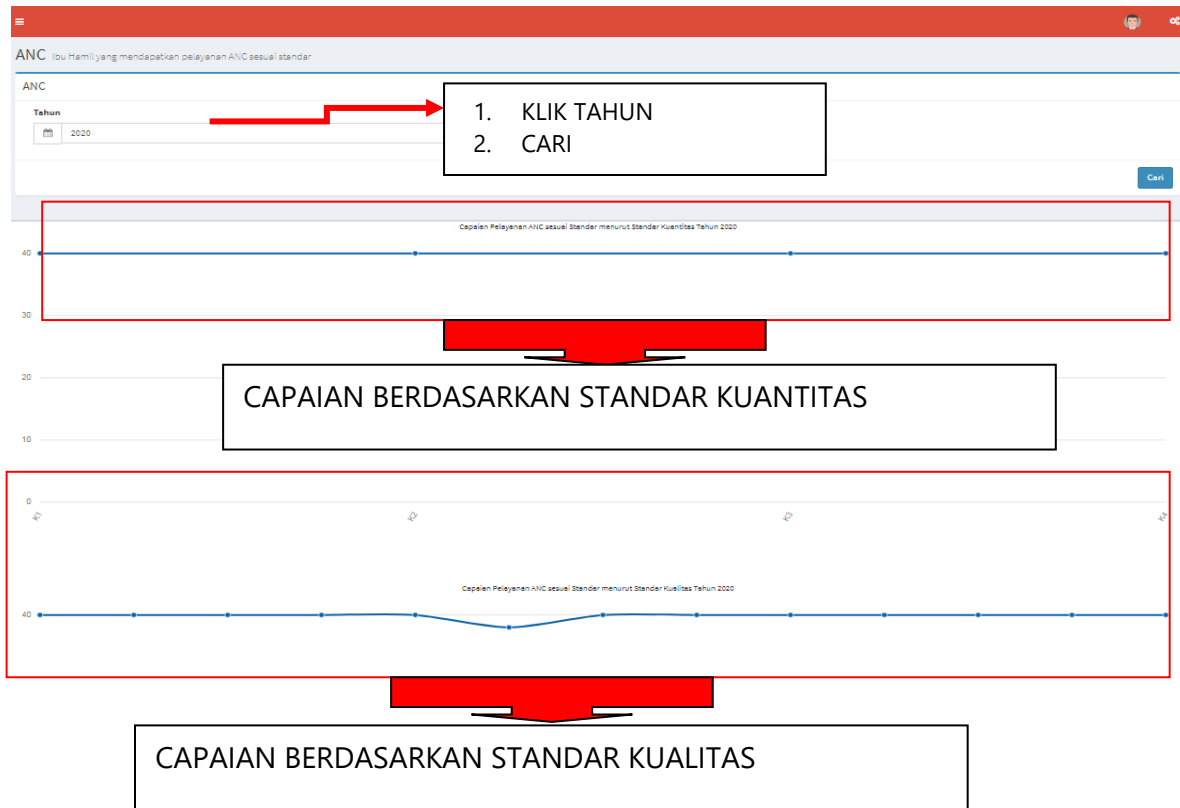 ANC Ibu Hamil yang mendapatkan pelayanan ANC sesuai standar
ANC
Tahun
2020
1. KLIK TAHUN
2. CARI
Cari
Capaian Pelayanan ANC sesuai Standar menurut Standar Kuantitas Tahun 2020
40
30
20
CAPAIAN BERDASARKAN STANDAR KUANTITAS
10
0
K1 K2 K3 K4
Capaian Pelayanan ANC sesuai Standar menurut Standar Kualitas Tahun 2020
40
CAPAIAN BERDASARKAN STANDAR KUALITAS